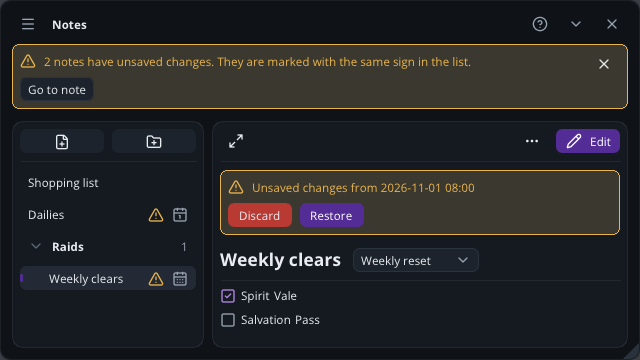 Notes
2 notes have unsaved changes. They are marked with the same sign in the list.
Go to note
Edit
Shopping list
Dailies
1
Raids 1
Weekly clears
Unsaved changes from 2026-11-01 08:00
Discard Restore
Weekly clears Weekly reset
Spirit Vale
Salvation Pass